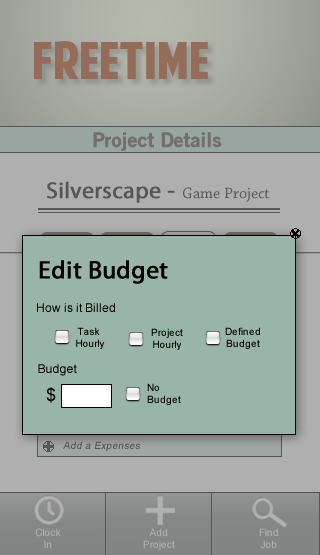 FREETIME
Project Details
Silverscape - Game Project
Edit Budget
How is it Billed
Task Hourly
Project Hourly
Defined Budget
Budget
$
No Budget
Add a Expenses
Clock In
Add Project
Find Job